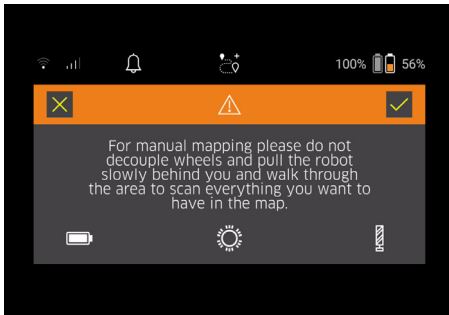 100% 56%
For manual mapping please do not
decouple wheels and pull the robot
slowly behind you and walk through
the area to scan everything you want to
have in the map.